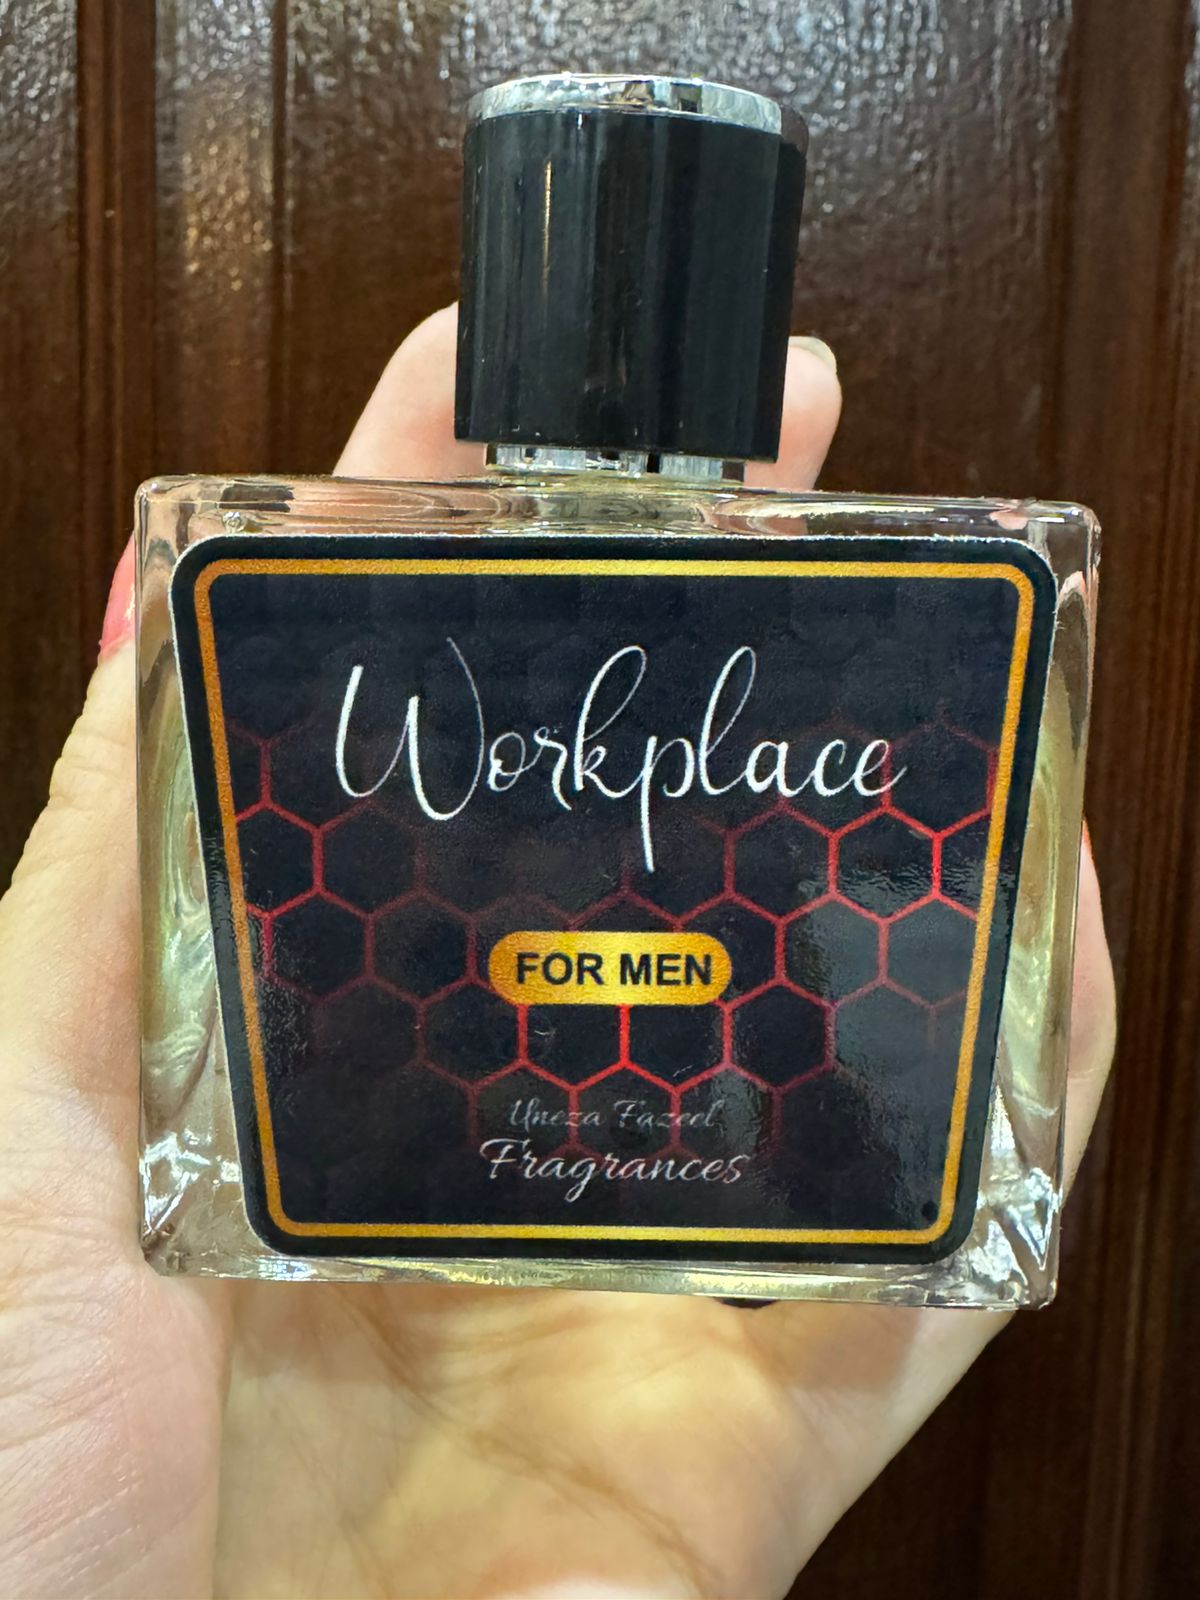 Workplace
FOR MEN
Uneza Fazeel
Fragrances